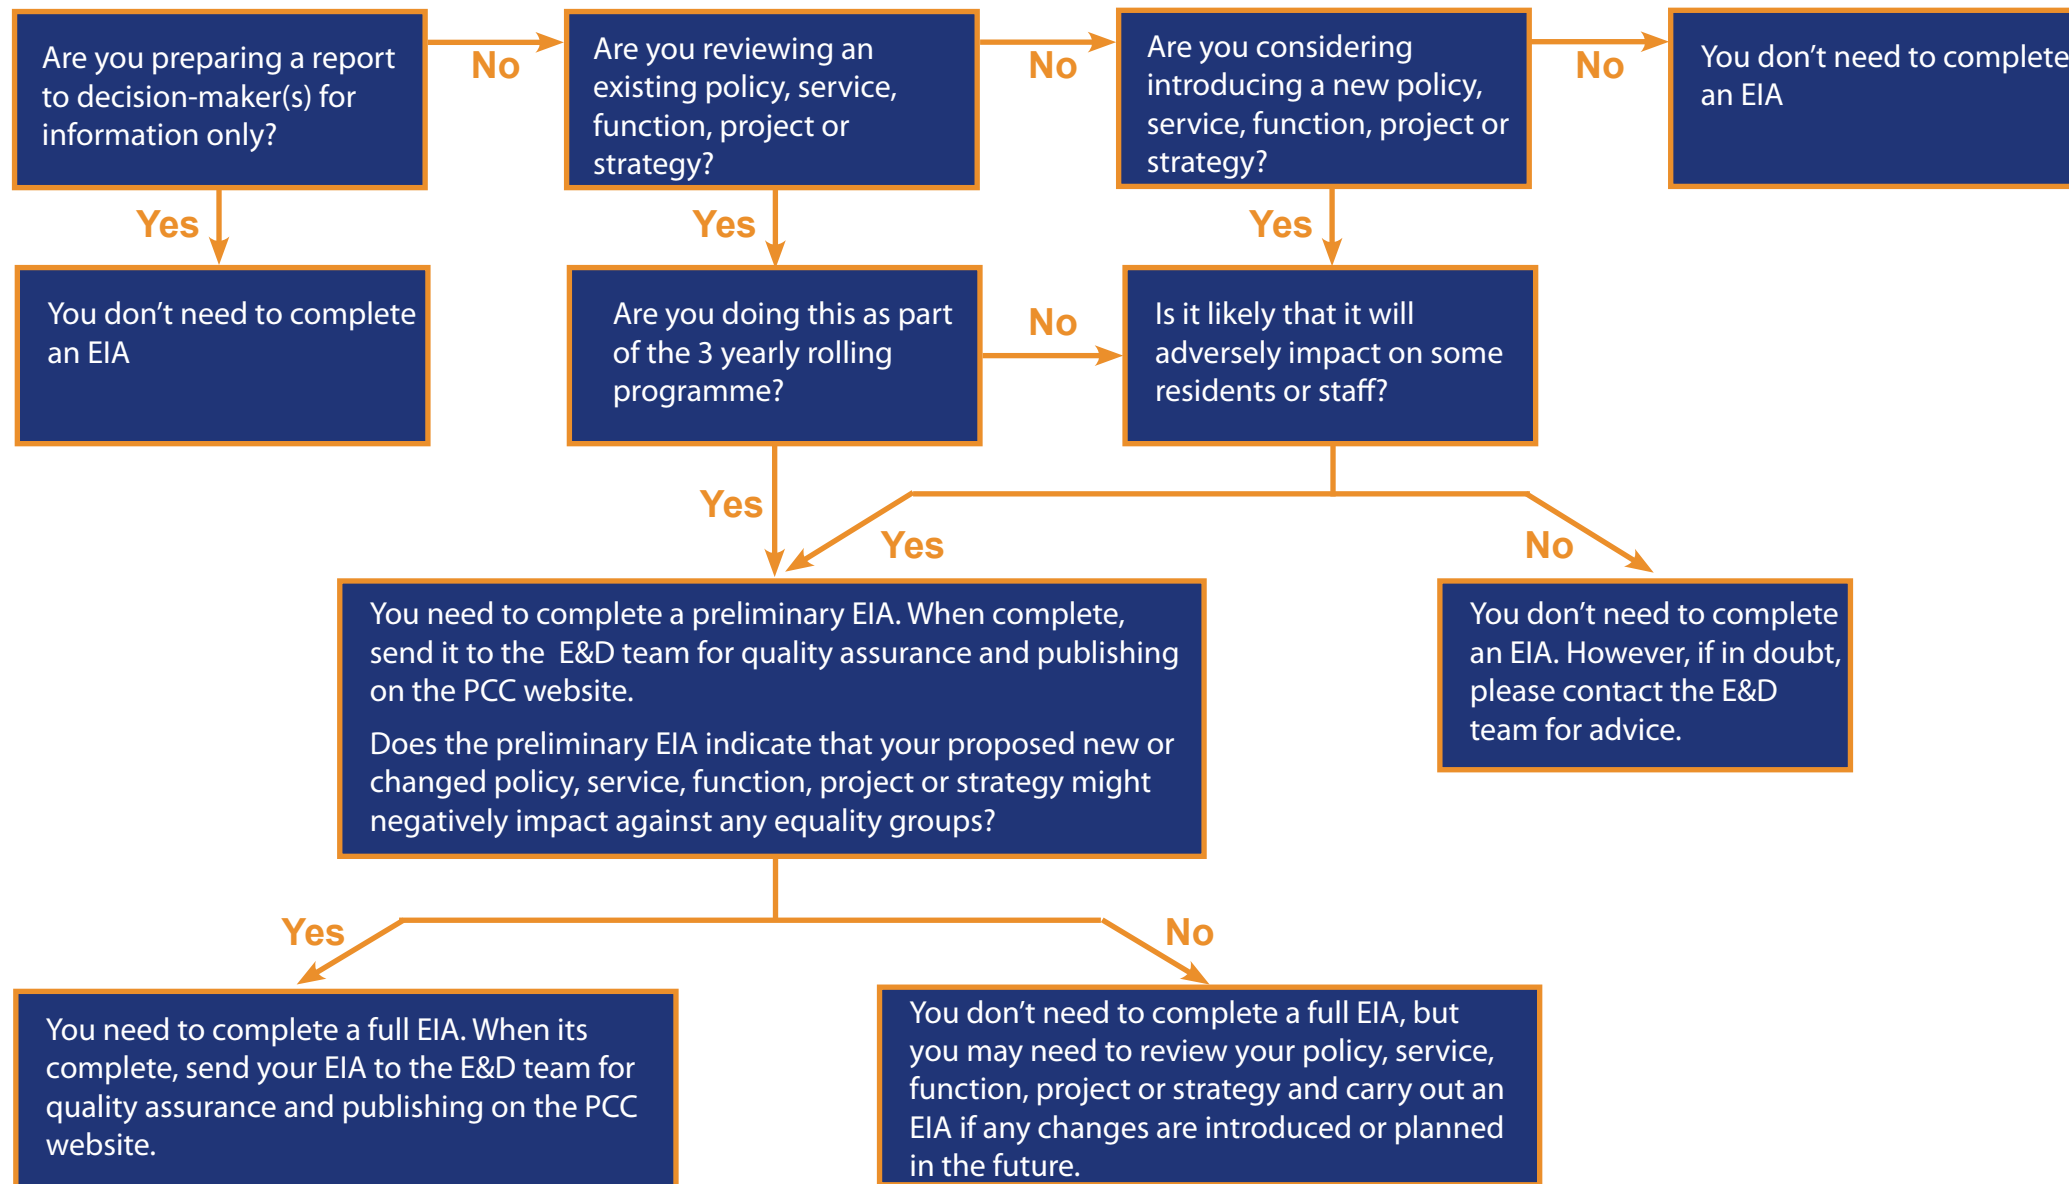 Are you preparing a report
to decision-maker(s) for
information only?
No
Are you reviewing an
existing policy, service,
function, project or
strategy?
No
Are you considering
introducing a new policy,
service, function, project or
strategy?
No
You don’t need to complete
an EIA
Yes
Yes
Yes
You don’t need to complete
an EIA
Are you doing this as part
of the 3 yearly rolling
programme?
No
Is it likely that it will
adversely impact on some
residents or staff?
Yes
Yes
No
You need to complete a preliminary EIA. When complete,
send it to the E&D team for quality assurance and publishing
on the PCC website.
Does the preliminary EIA indicate that your proposed new or
changed policy, service, function, project or strategy might
negatively impact against any equality groups?
You don’t need to complete
an EIA. However, if in doubt,
please contact the E&D
team for advice.
Yes
No
You need to complete a full EIA. When its
complete, send your EIA to the E&D team for
quality assurance and publishing on the PCC
website.
You don’t need to complete a full EIA, but
you may need to review your policy, service,
function, project or strategy and carry out an
EIA if any changes are introduced or planned
in the future.